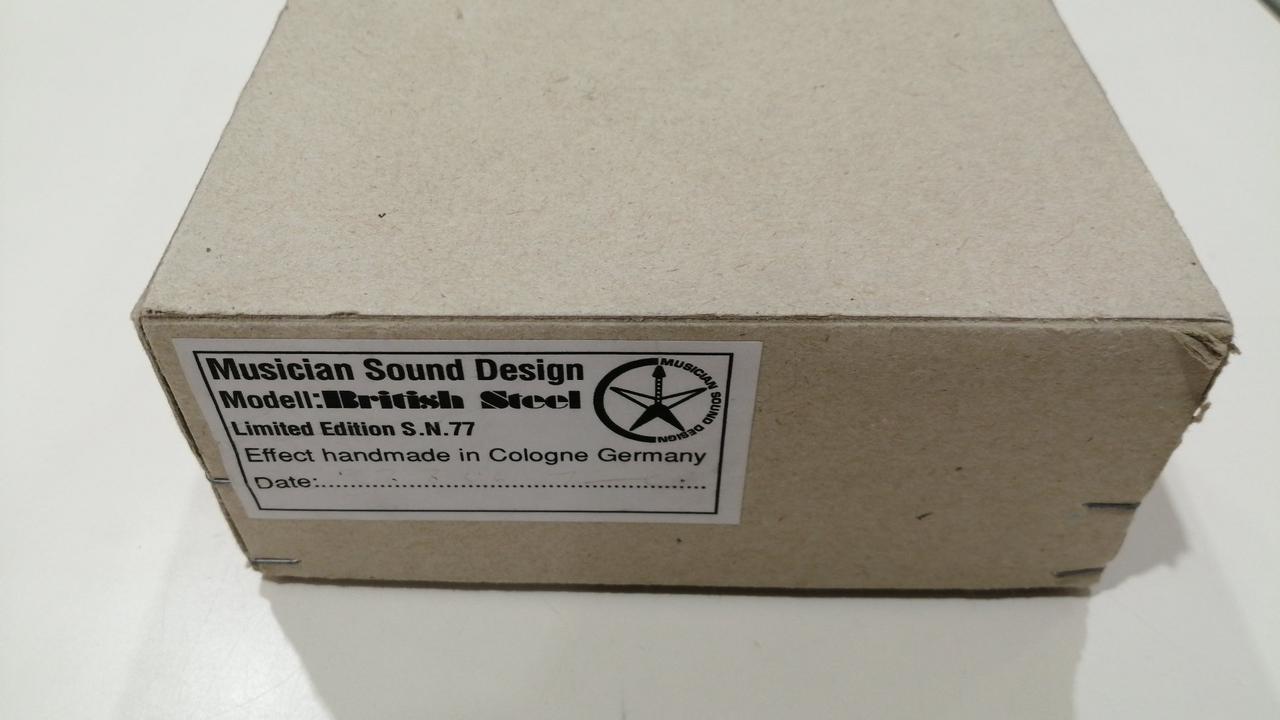 Musician Sound Design
Modell:British Steel
Limited Edition S.N.77
Effect handmade in Cologne Germany
Date:..........................................................
MUSICIAN SOUND DESIGN